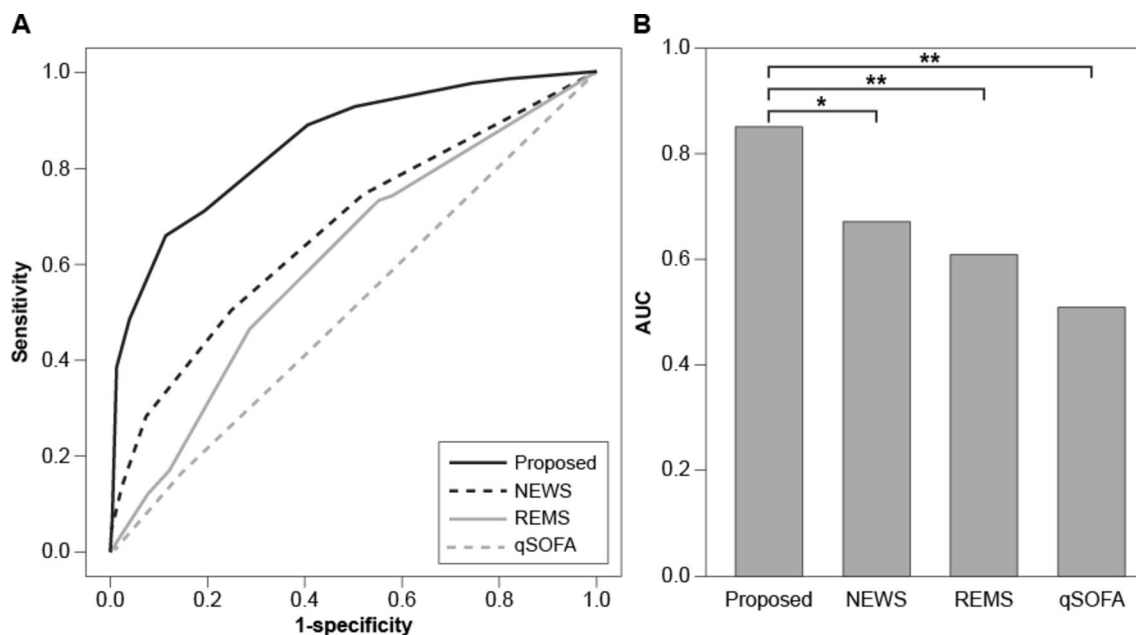 A
Sensitivity
1.0
0.8
0.6
0.4
0.2
0.0
Proposed
NEWS
REMS
qSOFA
0.0 0.2 0.4 0.6 0.8 1.0
1-specificity
B
AUC
1.0
0.8
0.6
0.4
0.2
0.0
**
**
*
Proposed NEWS REMS qSOFA